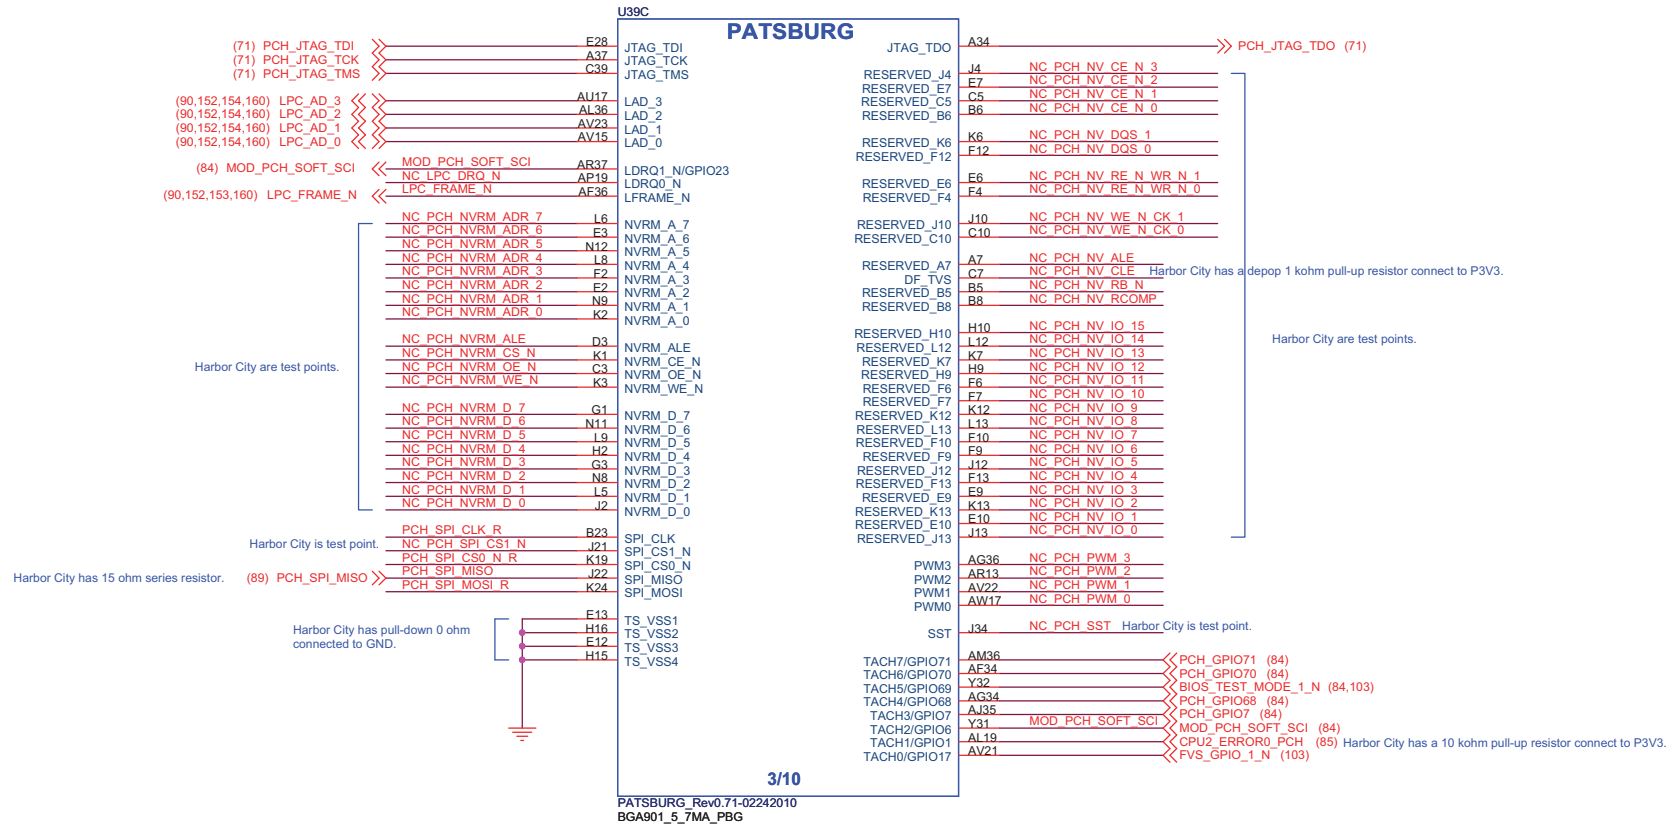 U39C
PATSBURG
(71) PCH_JTAG_TDI E28 JTAG_TDI
(71) PCH_JTAG_TCK A37 JTAG_TCK
(71) PCH_JTAG_TMS C39 JTAG_TMS
(90,152,154,160) LPC_AD_3 AU17 LAD_3
(90,152,154,160) LPC_AD_2 AL36 LAD_2
(90,152,154,160) LPC_AD_1 AV23 LAD_1
(90,152,154,160) LPC_AD_0 AV15 LAD_0
(84) MOD_PCH_SOFT_SCI MOD_PCH_SOFT_SCI AR37 LDRQ1_N/GPIO23
NC_LPC_DRQ_N AP19 LDRQ0_N
(90,152,153,160) LPC_FRAME_N LPC_FRAME_N AF36 LFRAME_N
NC_PCH_NVRM_ADR_7 L6 NVRM_A_7
NC_PCH_NVRM_ADR_6 E3 NVRM_A_6
NC_PCH_NVRM_ADR_5 N12 NVRM_A_5
NC_PCH_NVRM_ADR_4 L8 NVRM_A_4
NC_PCH_NVRM_ADR_3 F2 NVRM_A_3
NC_PCH_NVRM_ADR_2 E2 NVRM_A_2
NC_PCH_NVRM_ADR_1 N9 NVRM_A_1
NC_PCH_NVRM_ADR_0 K2 NVRM_A_0
NC_PCH_NVRM_ALE D3 NVRM_ALE
NC_PCH_NVRM_CS_N K1 NVRM_CE_N
Harbor City are test points.
NC_PCH_NVRM_OE_N C3 NVRM_OE_N
NC_PCH_NVRM_WE_N K3 NVRM_WE_N
NC_PCH_NVRM_D_7 G1 NVRM_D_7
NC_PCH_NVRM_D_6 N11 NVRM_D_6
NC_PCH_NVRM_D_5 L9 NVRM_D_5
NC_PCH_NVRM_D_4 H2 NVRM_D_4
NC_PCH_NVRM_D_3 G3 NVRM_D_3
NC_PCH_NVRM_D_2 N8 NVRM_D_2
NC_PCH_NVRM_D_1 L5 NVRM_D_1
NC_PCH_NVRM_D_0 J2 NVRM_D_0
PCH_SPI_CLK_R B23 SPI_CLK
Harbor City is test point. NC_PCH_SPI_CS1_N J21 SPI_CS1_N
PCH_SPI_CS0_N_R K19 SPI_CS0_N
Harbor City has 15 ohm series resistor. (89) PCH_SPI_MISO PCH_SPI_MISO J22 SPI_MISO
PCH_SPI_MOSI_R K24 SPI_MOSI
E13 TS_VSS1
Harbor City has pull-down 0 ohm
connected to GND.
H16 TS_VSS2
E12 TS_VSS3
H15 TS_VSS4
JTAG_TDO A34 PCH_JTAG_TDO (71)
RESERVED_J4 J4 NC_PCH_NV_CE_N_3
RESERVED_E7 E7 NC_PCH_NV_CE_N_2
RESERVED_C5 C5 NC_PCH_NV_CE_N_1
RESERVED_B6 B6 NC_PCH_NV_CE_N_0
RESERVED_K6 K6 NC_PCH_NV_DQS_1
RESERVED_F12 F12 NC_PCH_NV_DQS_0
RESERVED_E6 E6 NC_PCH_NV_RE_N_WR_N_1
RESERVED_F4 F4 NC_PCH_NV_RE_N_WR_N_0
RESERVED_J10 J10 NC_PCH_NV_WE_N_CK_1
RESERVED_C10 C10 NC_PCH_NV_WE_N_CK_0
RESERVED_A7 A7 NC_PCH_NV_ALE
DF_TVS C7 NC_PCH_NV_CLE Harbor City has a depop 1 kohm pull-up resistor connect to P3V3.
RESERVED_B5 B5 NC_PCH_NV_RB_N
RESERVED_B8 B8 NC_PCH_NV_RCOMP
RESERVED_H10 H10 NC_PCH_NV_IO_15
RESERVED_L12 L12 NC_PCH_NV_IO_14 Harbor City are test points.
RESERVED_K7 K7 NC_PCH_NV_IO_13
RESERVED_H9 H9 NC_PCH_NV_IO_12
RESERVED_F6 F6 NC_PCH_NV_IO_11
RESERVED_F7 F7 NC_PCH_NV_IO_10
RESERVED_K12 K12 NC_PCH_NV_IO_9
RESERVED_L13 L13 NC_PCH_NV_IO_8
RESERVED_F10 F10 NC_PCH_NV_IO_7
RESERVED_F9 F9 NC_PCH_NV_IO_6
RESERVED_J12 J12 NC_PCH_NV_IO_5
RESERVED_F13 F13 NC_PCH_NV_IO_4
RESERVED_E9 E9 NC_PCH_NV_IO_3
RESERVED_K13 K13 NC_PCH_NV_IO_2
RESERVED_E10 E10 NC_PCH_NV_IO_1
RESERVED_J13 J13 NC_PCH_NV_IO_0
PWM3 AG36 NC_PCH_PWM_3
PWM2 AR13 NC_PCH_PWM_2
PWM1 AV22 NC_PCH_PWM_1
PWM0 AW17 NC_PCH_PWM_0
SST J34 NC_PCH_SST Harbor City is test point.
TACH7/GPIO71 AM36 PCH_GPIO71 (84)
TACH6/GPIO70 AF34 PCH_GPIO70 (84)
TACH5/GPIO69 Y32 BIOS_TEST_MODE_1_N (84,103)
TACH4/GPIO68 AG34 PCH_GPIO68 (84)
TACH3/GPIO7 AJ35 PCH_GPIO7 (84)
TACH2/GPIO6 Y31 MOD_PCH_SOFT_SCI MOD_PCH_SOFT_SCI (84)
TACH1/GPIO1 AL19 CPU2_ERROR0_PCH (85) Harbor City has a 10 kohm pull-up resistor connect to P3V3.
TACH0/GPIO17 AV21 FVS_GPIO_1_N (103)
3/10
PATSBURG_Rev0.71-02242010
BGA901_5_7MA_PBG